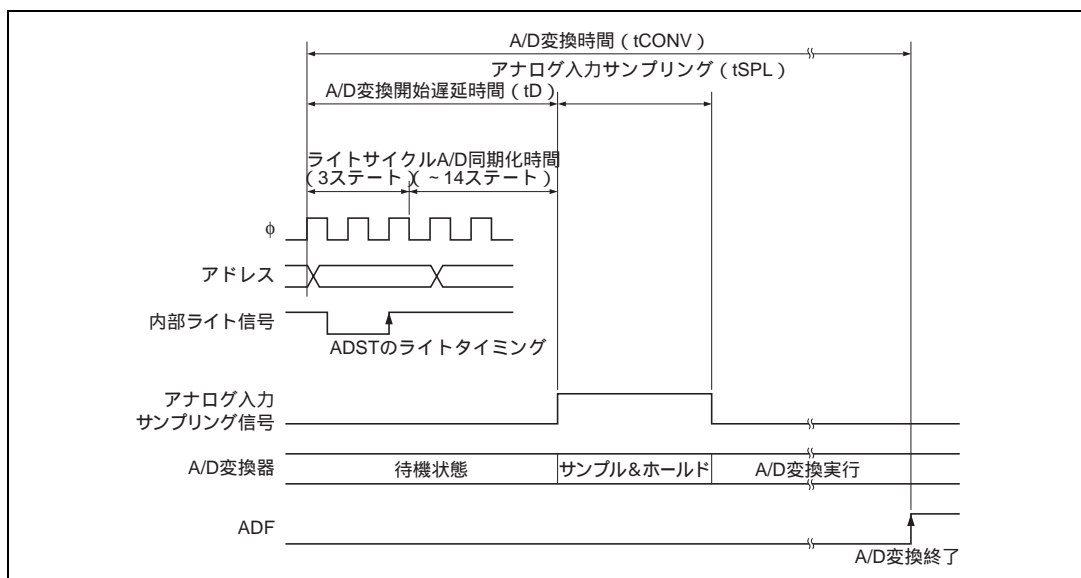 A/D変換時間(tCONV)
アナログ入力サンプリング(tSPL)
A/D変換開始遅延時間(tD)
ライトサイクル
A/D同期化時間
(3ステート)
(~14ステート)
φ
アドレス
内部ライト信号
ADSTのライトタイミング
アナログ入力
サンプリング信号
A/D変換器
待機状態
サンプル&ホールド
A/D変換実行
ADF
A/D変換終了